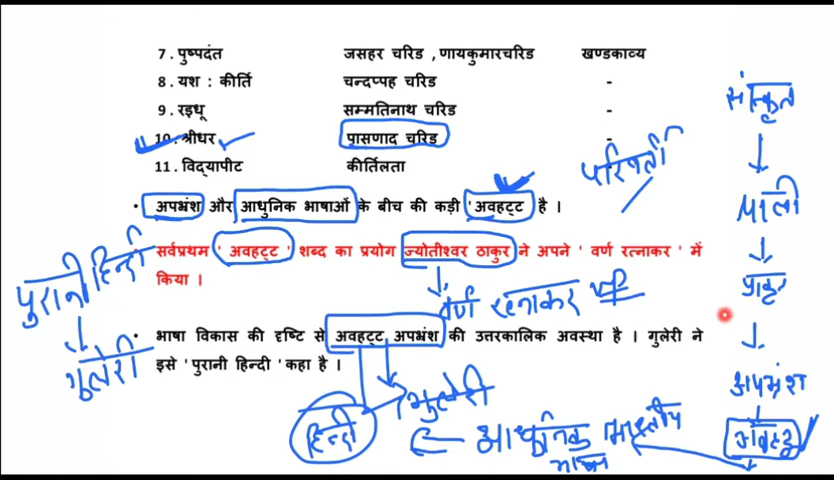 7. पुष्पदंत जसहर चरिउ ,णायकुमारचरिउ खण्डकाव्य
8. यश : कीर्ति चन्दप्पह चरिउ -
9. रइधू सम्मतिनाथ चरिउ -
10. श्रीधर पासणाद चरिउ -
11. विद्यापीट कीर्तिलता
• अपभ्रंश और आधुनिक भाषाओं के बीच की कड़ी 'अवहट्ट है ।
सर्वप्रथम ' अवहट्ट ' शब्द का प्रयोग ज्योतीश्वर ठाकुर ने अपने ' वर्ण रत्नाकर ' में
किया ।
• भाषा विकास की दृष्टि से अवहट्ट अपभ्रंश की उत्तरकालिक अवस्था है । गुलेरी ने
इसे ' पुरानी हिन्दी ' कहा है ।
पुरानी हिन्दी
गुलेरी
वर्ण रत्नाकर
हिन्दी
गुलेरी
आधुनिक भारतीय
भाषा
परिवर्ती
संस्कृत
पाली
प्राकृत
अपभ्रंश
अवहट्ट